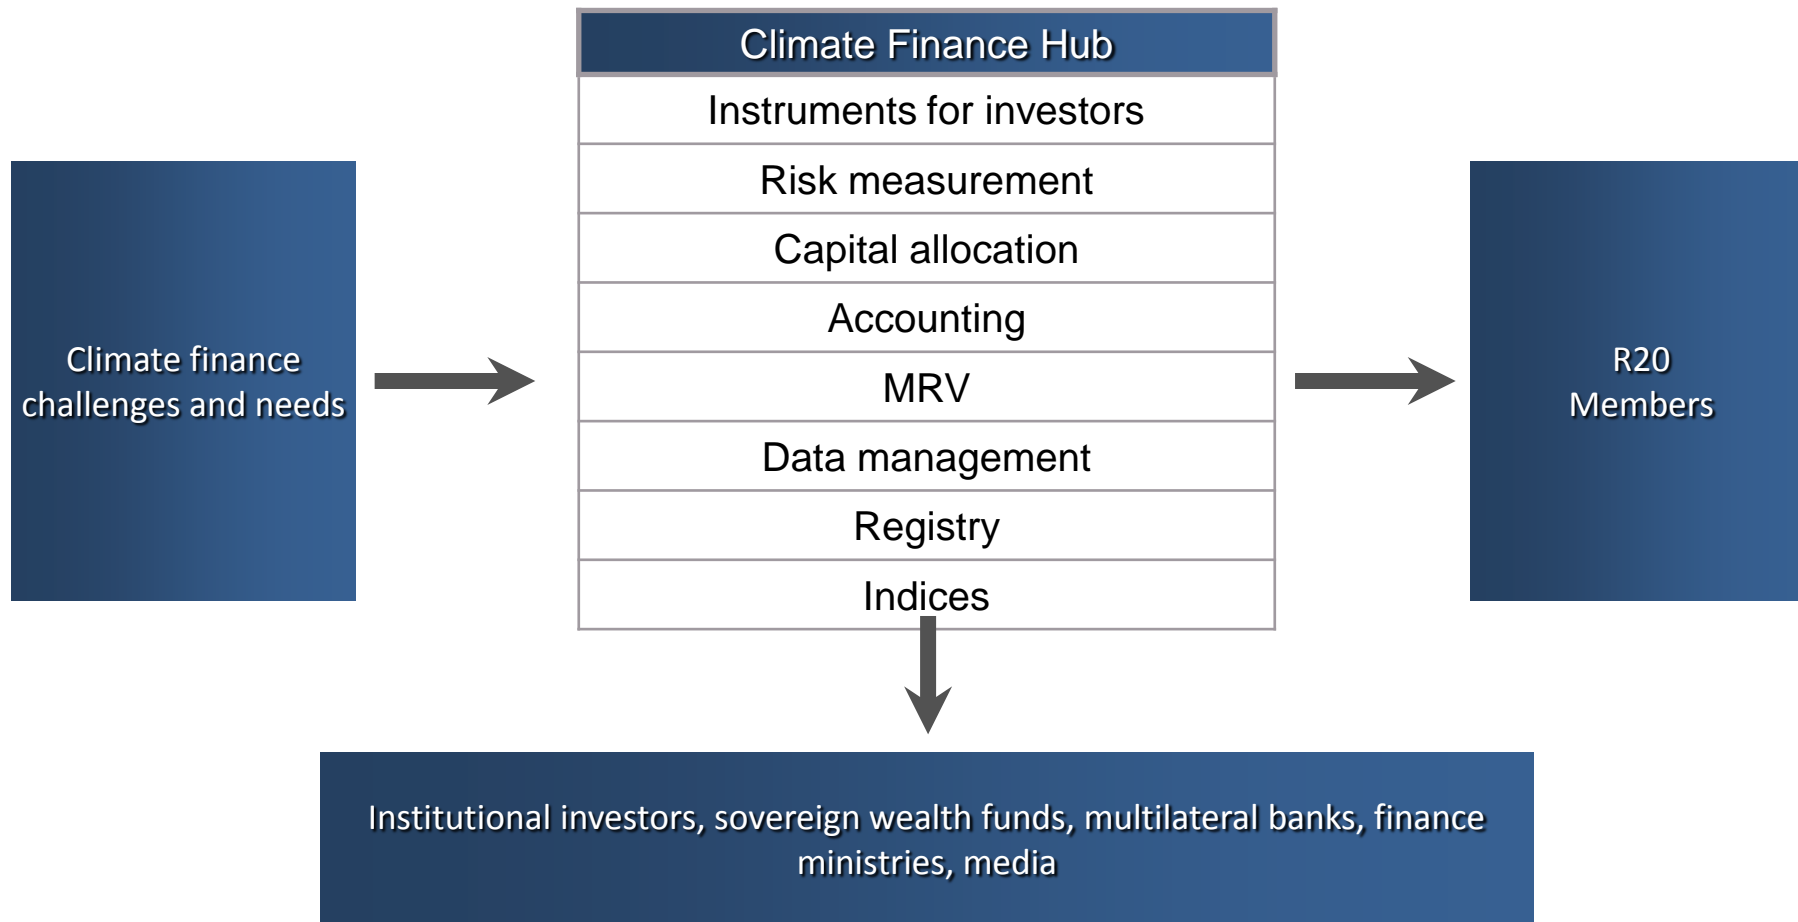 Climate Finance Hub
Instruments for investors
Risk measurement
Capital allocation
Accounting
MRV
Data management
Registry
Indices
Climate finance
challenges and needs
R20
Members
Institutional investors, sovereign wealth funds, multilateral banks, finance
ministries, media